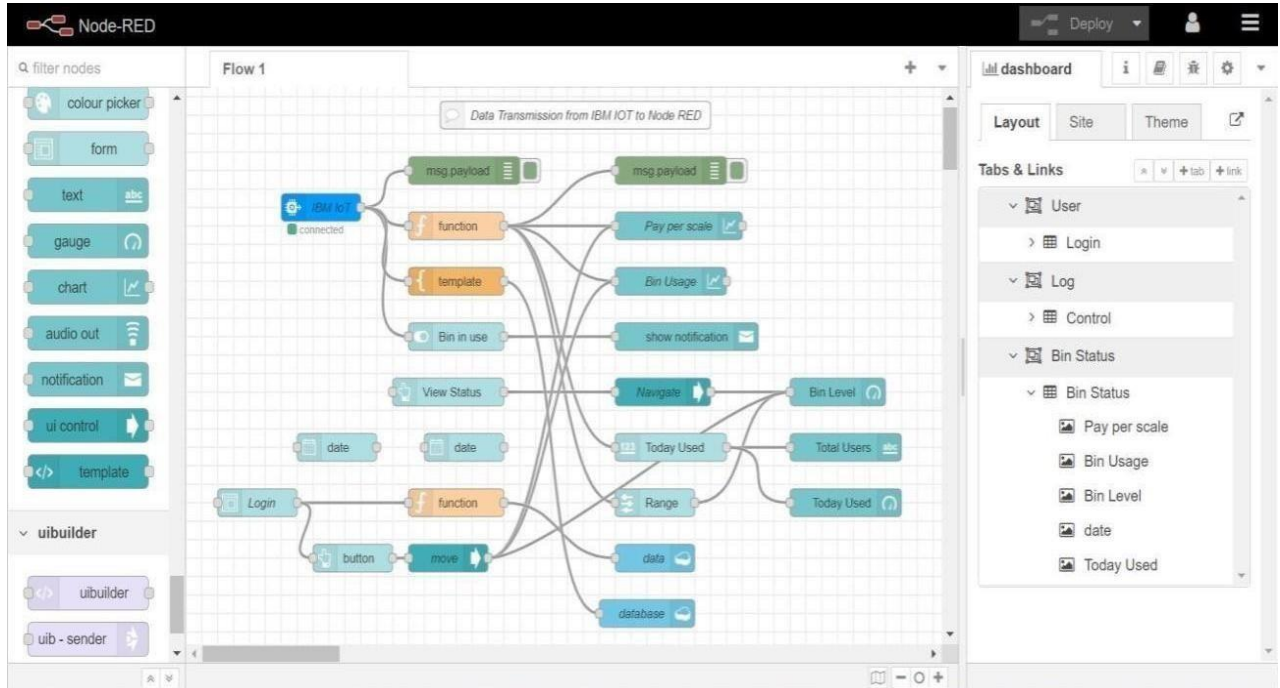 Node-RED
Deploy
filter nodes
Flow 1
dashboard
i
colour picker
form
text
abc
gauge
chart
audio out
notification
ui control
</> template
uibuilder
</> uibuilder
uib - sender
Data Transmission from IBM IOT to Node RED
msg.payload
msg.payload
IBM IoT
connected
f function
Pay per scale
{ template
Bin Usage
Bin in use
show notification
View Status
Navigate
Bin Level
date
date
123 Today Used
Total Users abc
Login
f function
Range
Today Used
button
move
data
database
Layout
Site
Theme
Tabs & Links
+ tab
+ link
User
Login
Log
Control
Bin Status
Bin Status
Pay per scale
Bin Usage
Bin Level
date
Today Used